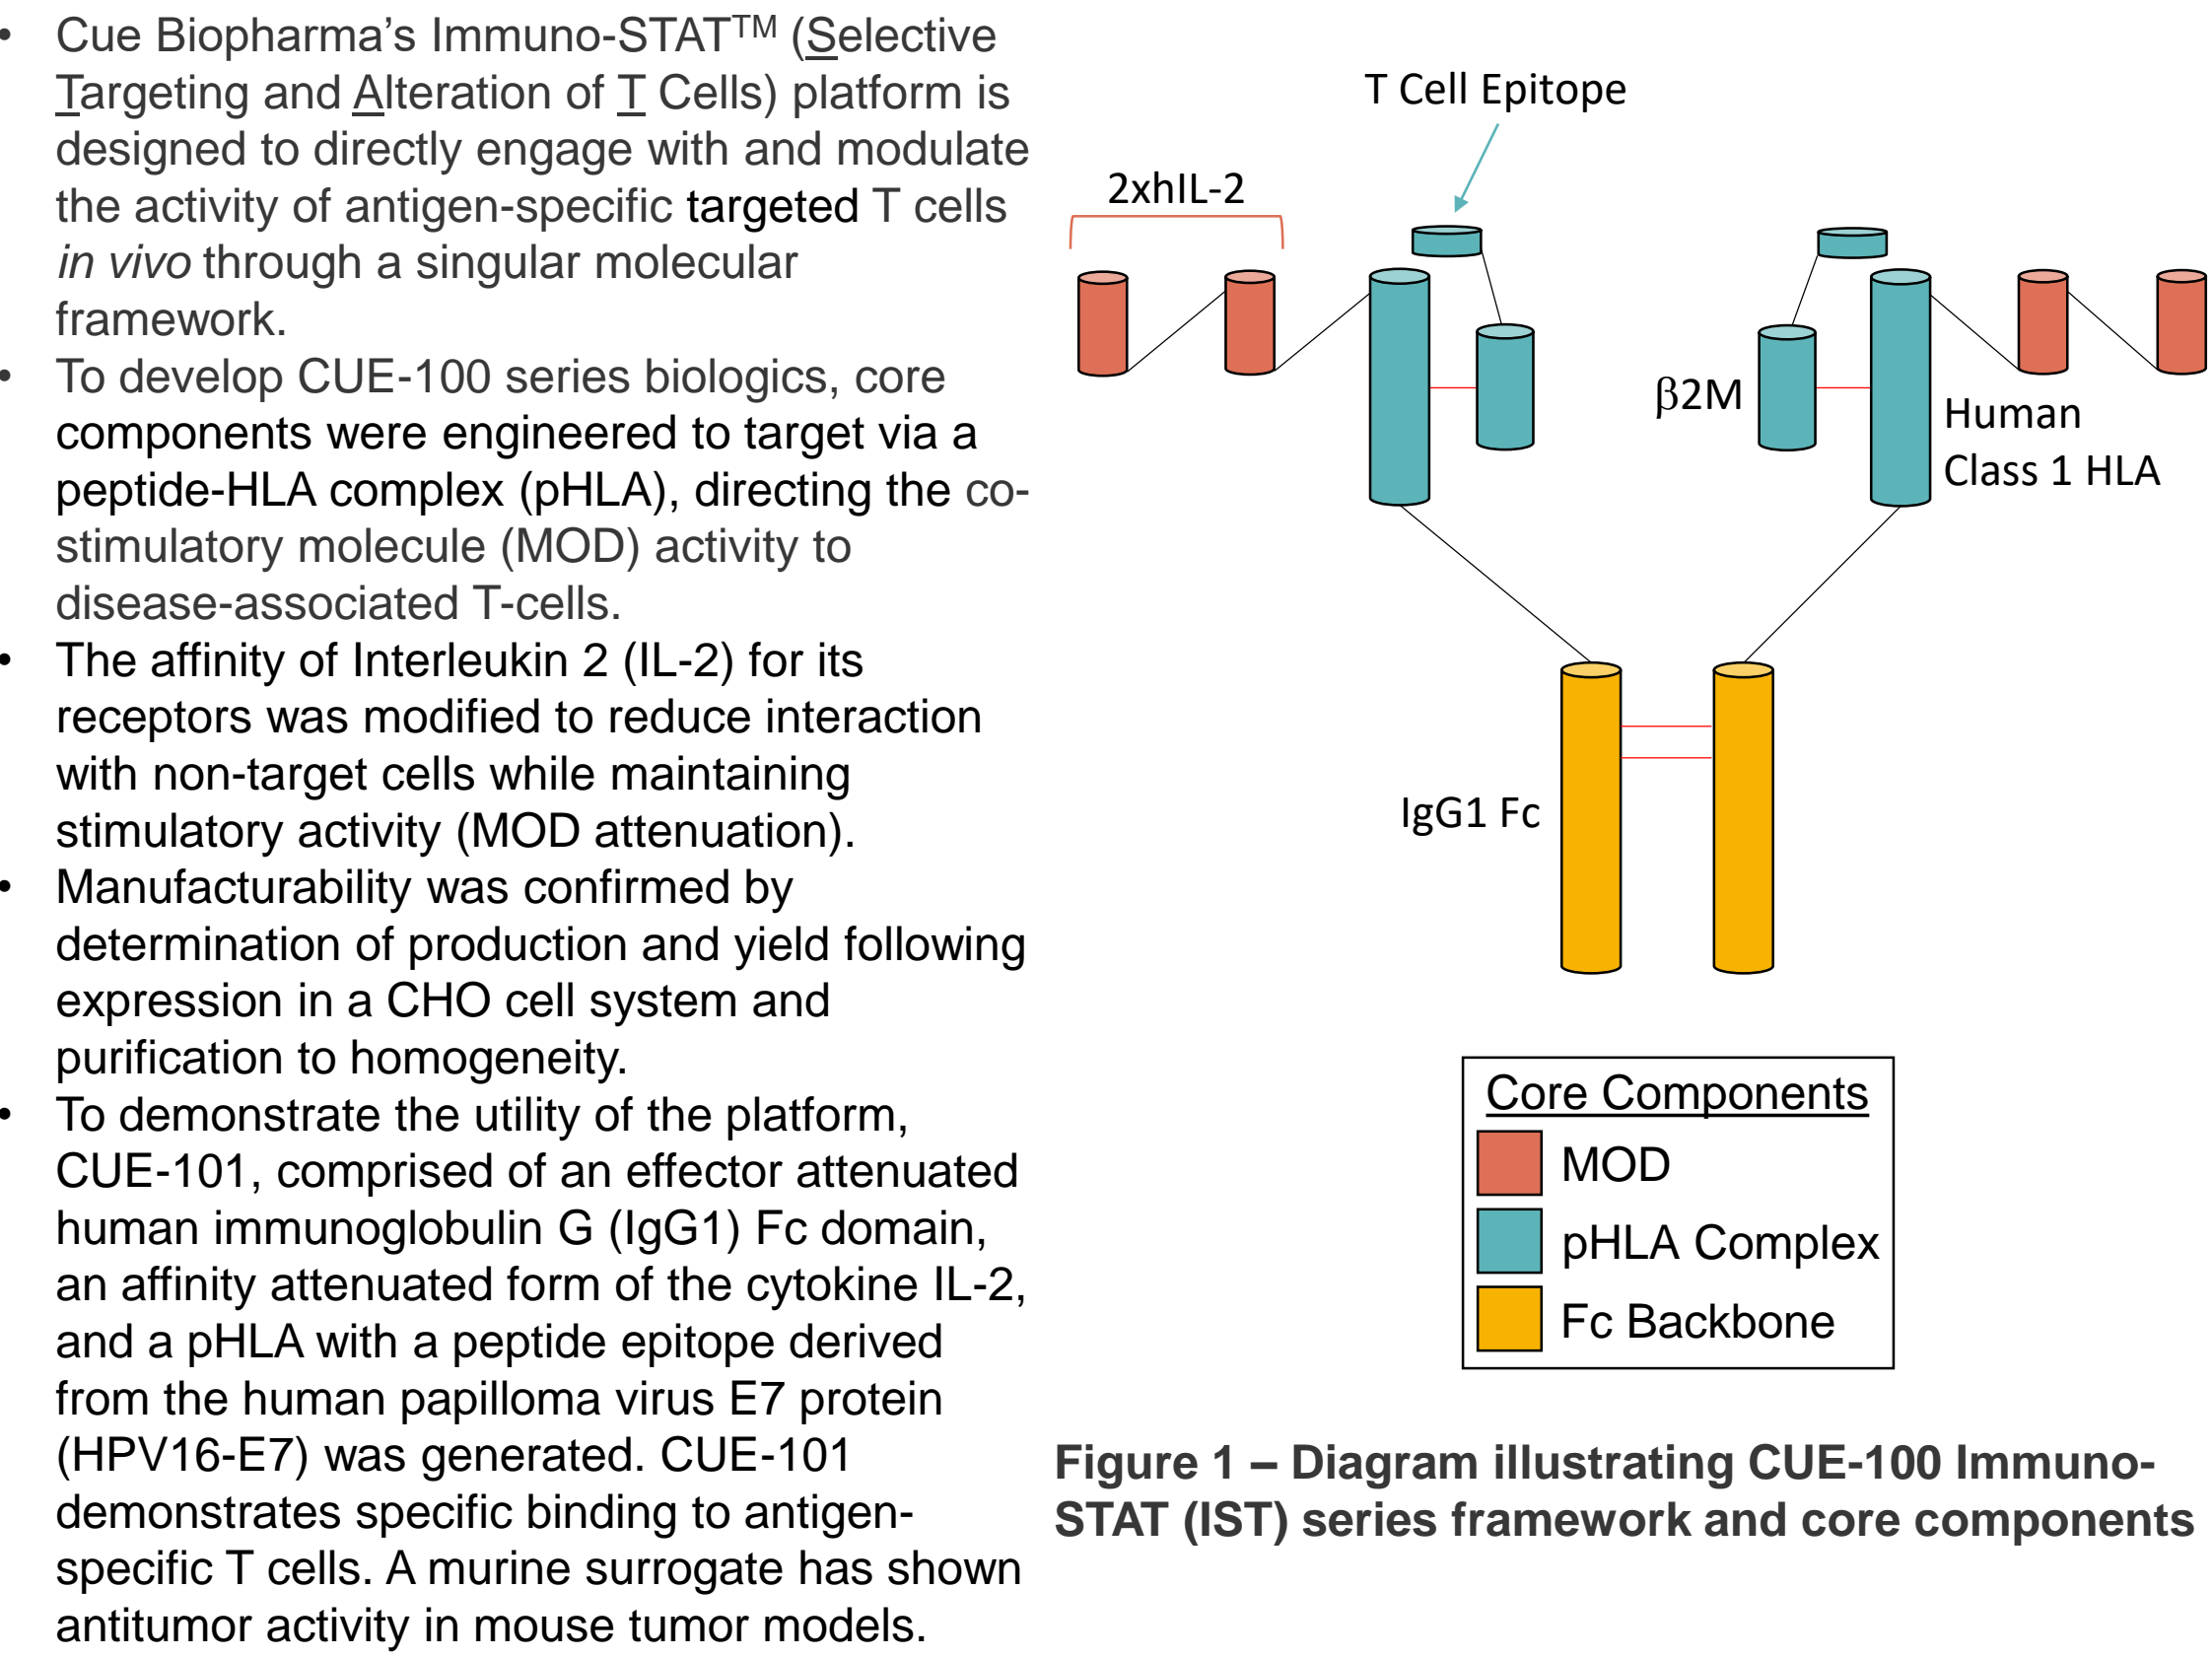 • Cue Biopharma’s Immuno-STATTM (Selective
Targeting and Alteration of T Cells) platform is
designed to directly engage with and modulate
the activity of antigen-specific targeted T cells
in vivo through a singular molecular
framework.
• To develop CUE-100 series biologics, core
components were engineered to target via a
peptide-HLA complex (pHLA), directing the co-
stimulatory molecule (MOD) activity to
disease-associated T-cells.
• The affinity of Interleukin 2 (IL-2) for its
receptors was modified to reduce interaction
with non-target cells while maintaining
stimulatory activity (MOD attenuation).
• Manufacturability was confirmed by
determination of production and yield following
expression in a CHO cell system and
purification to homogeneity.
• To demonstrate the utility of the platform,
CUE-101, comprised of an effector attenuated
human immunoglobulin G (IgG1) Fc domain,
an affinity attenuated form of the cytokine IL-2,
and a pHLA with a peptide epitope derived
from the human papilloma virus E7 protein
(HPV16-E7) was generated. CUE-101
demonstrates specific binding to antigen-
specific T cells. A murine surrogate has shown
antitumor activity in mouse tumor models.
T Cell Epitope
2xhIL-2
β2M
Human
Class 1 HLA
IgG1 Fc
Core Components
MOD
pHLA Complex
Fc Backbone
Figure 1 – Diagram illustrating CUE-100 Immuno-
STAT (IST) series framework and core components